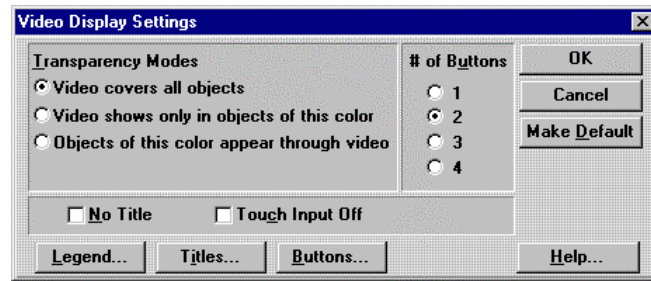 Video Display Settings
Transparency Modes
Video covers all objects
Video shows only in objects of this color
Objects of this color appear through video
# of Buttons
1
2
3
4
OK
Cancel
Make Default
No Title
Touch Input Off
Legend...
Titles...
Buttons...
Help...